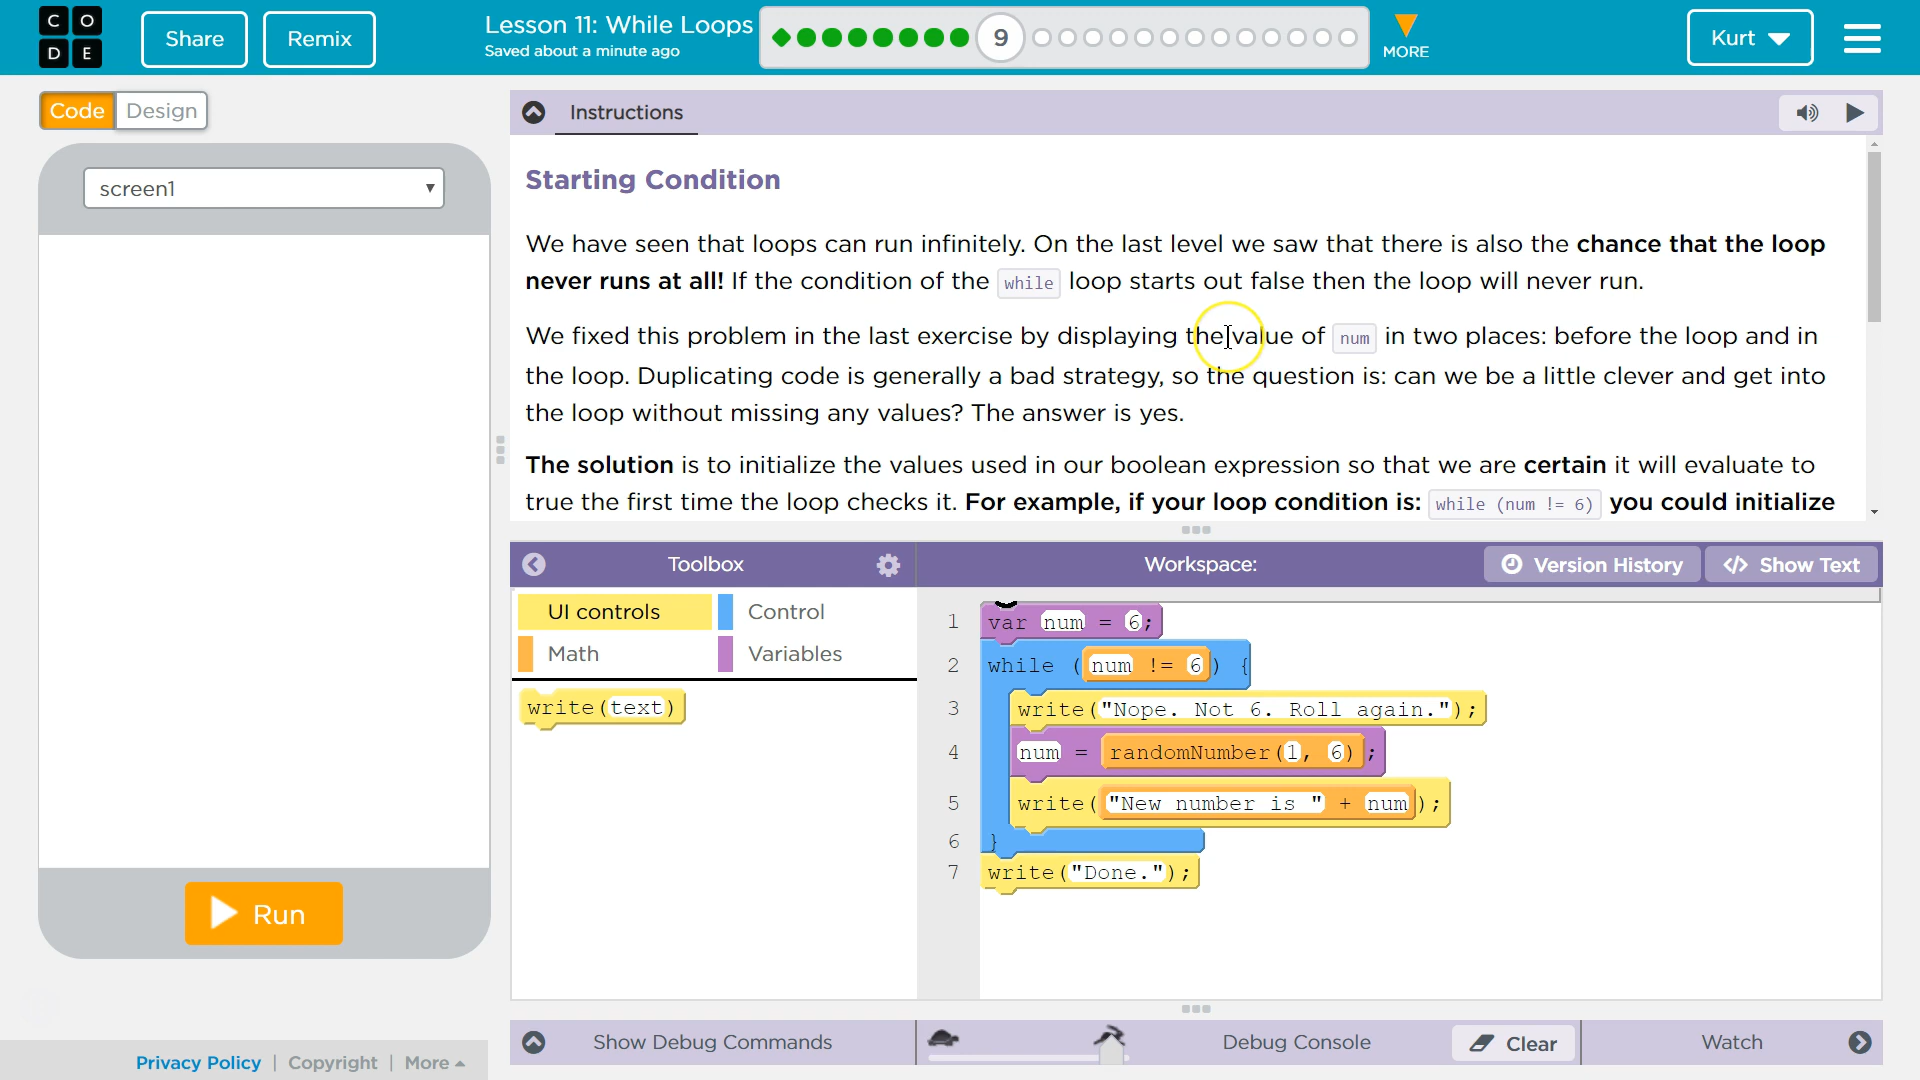 CODE
Share
Remix
Lesson 11: While Loops
Saved about a minute ago
9
MORE
Kurt
Code
Design
screen1
Run
Instructions
Starting Condition
We have seen that loops can run infinitely. On the last level we saw that there is also the chance that the loop
never runs at all! If the condition of the while loop starts out false then the loop will never run.
We fixed this problem in the last exercise by displaying the value of num in two places: before the loop and in
the loop. Duplicating code is generally a bad strategy, so the question is: can we be a little clever and get into
the loop without missing any values? The answer is yes.
The solution is to initialize the values used in our boolean expression so that we are certain it will evaluate to
true the first time the loop checks it. For example, if your loop condition is: while (num != 6) you could initialize
Toolbox
Workspace:
Version History
</> Show Text
UI controls
Control
Math
Variables
write(text)
1 var num = 6;
2 while (num != 6) {
3 write("Nope. Not 6. Roll again.");
4 num = randomNumber(1, 6);
5 write("New number is " + num);
6 }
7 write("Done.");
Show Debug Commands
Debug Console
Clear
Watch
Privacy Policy | Copyright | More